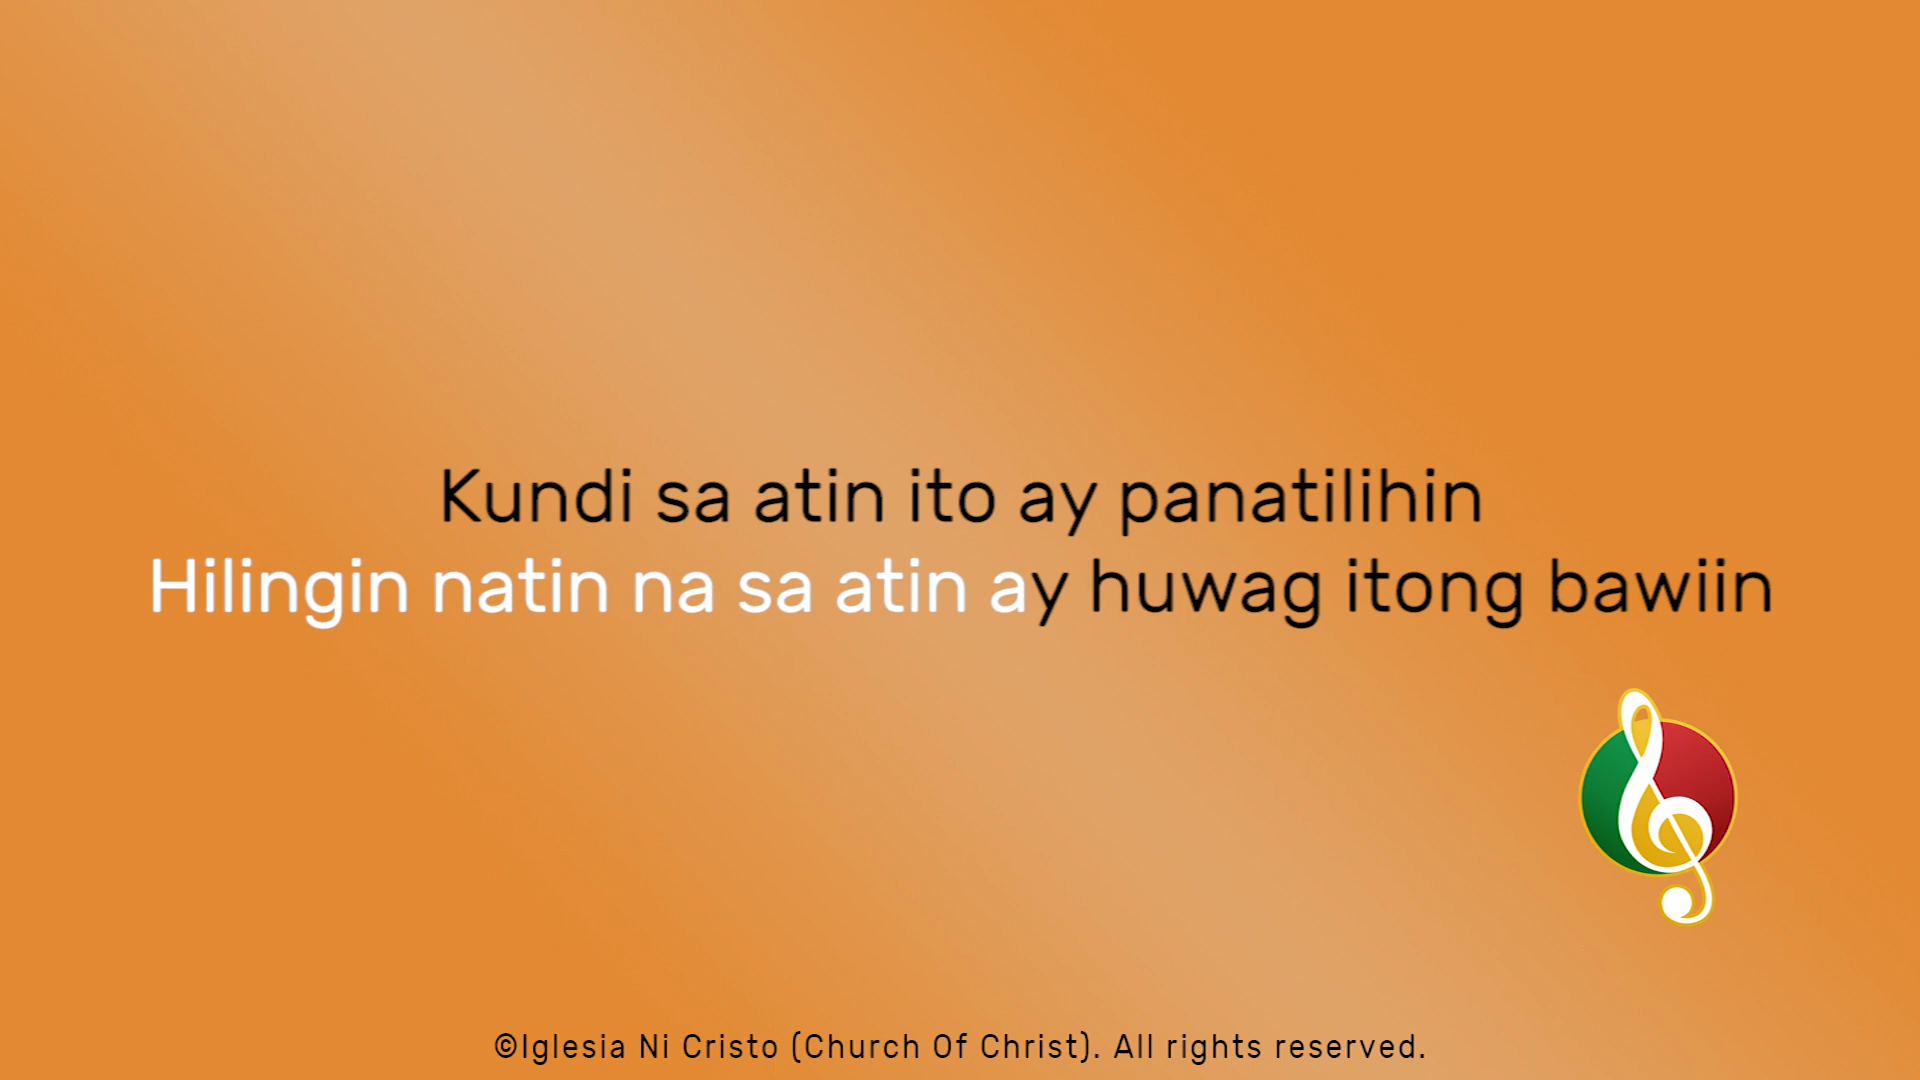 Kundi sa atin ito ay panatilihin
Hilingin natin na sa atin ay huwag itong bawiin
©Iglesia Ni Cristo (Church Of Christ). All rights reserved.